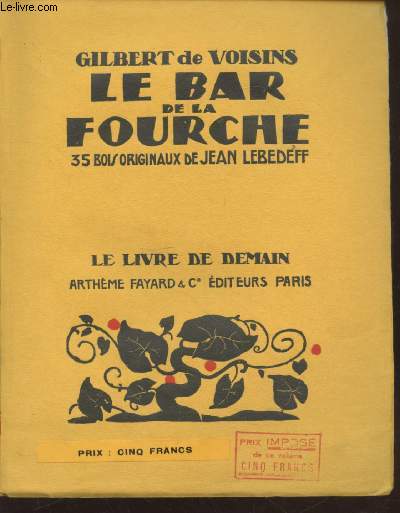 Le-livre.com
GILBERT de VOISINS
LE BAR
DE LA
FOURCHE
35 BOIS ORIGINAUX DE JEAN LEBEDEFF
LE LIVRE DE DEMAIN
ARTHÈME FAYARD & Cie ÉDITEURS PARIS
PRIX : CINQ FRANCS
PRIX IMPOSÉ
de ce volume
CINQ FRANCS